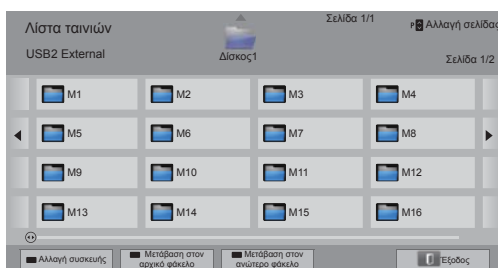 Λίστα ταινιών
Σελίδα 1/1
P Αλλαγή σελίδας
USB2 External
Δίσκος1
Σελίδα 1/2
M1 M2 M3 M4
M5 M6 M7 M8
M9 M10 M11 M12
M13 M14 M15 M16
Αλλαγή συσκευής
Μετάβαση στον
αρχικό φάκελο
Μετάβαση στον
ανώτερο φάκελο
Έξοδος